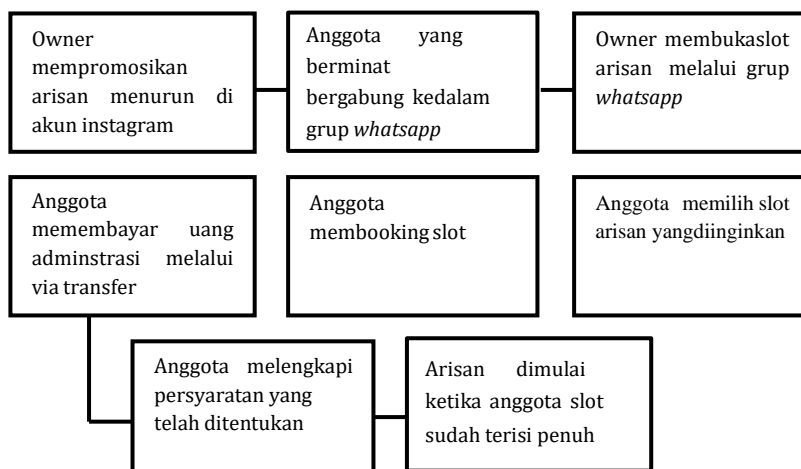 Owner
mempromosikan
arisan menurun di
akun instagram
Anggota yang
berminat
bergabung kedalam
grup whatsapp
Owner membukaslot
arisan melalui grup
whatsapp
Anggota
memembayar uang
adminstrasi melalui
via transfer
Anggota
membooking slot
Anggota memilih slot
arisan yangdiinginkan
Anggota melengkapi
persyaratan yang
telah ditentukan
Arisan dimulai
ketika anggota slot
sudah terisi penuh